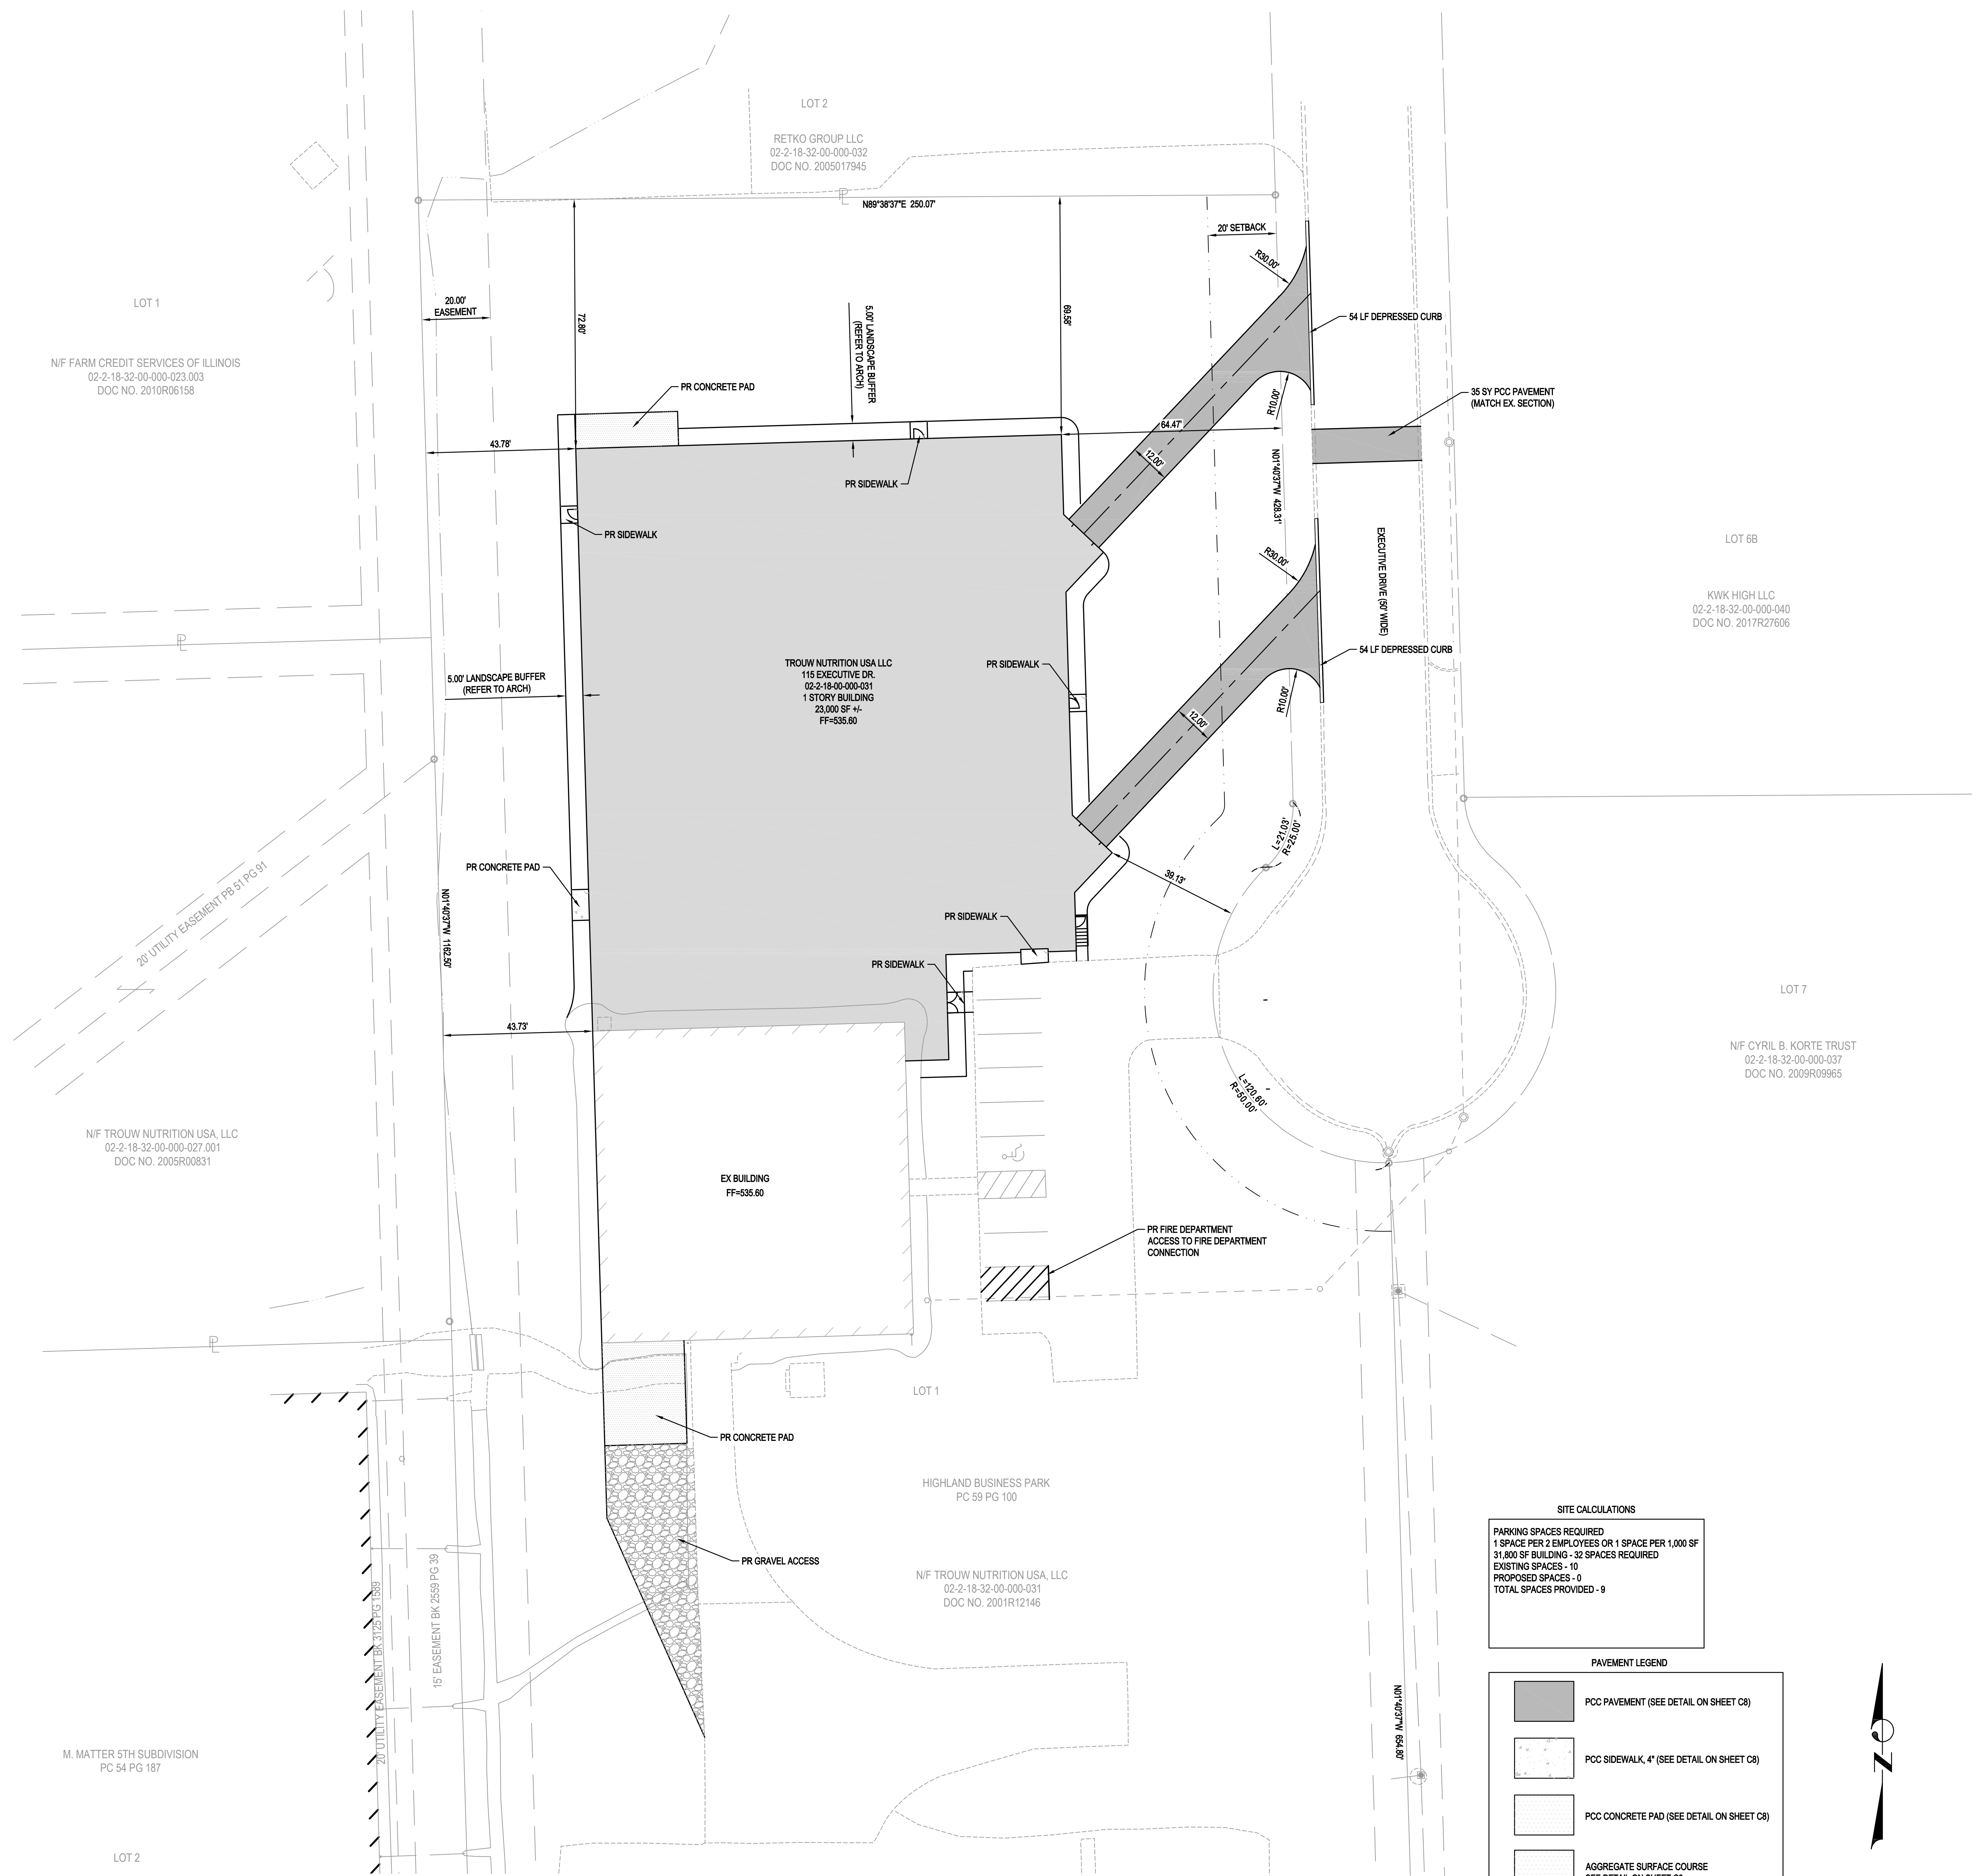 LOT 2
RETKO GROUP LLC
02-2-18-32-00-000-032
DOC NO. 2005017945
PL
N89°38'37"E 250.07'
20' SETBACK
R30.00'
LOT 1
20.00'
EASEMENT
72.80'
5.00' LANDSCAPE BUFFER
(REFER TO ARCH)
69.58'
54 LF DEPRESSED CURB
N/F FARM CREDIT SERVICES OF ILLINOIS
02-2-18-32-00-000-023.003
DOC NO. 2010R06158
PR CONCRETE PAD
R10.00'
35 SY PCC PAVEMENT
(MATCH EX. SECTION)
43.78'
64.47'
12.00'
PR SIDEWALK
N01°40'37"W 428.31'
PR SIDEWALK
EXECUTIVE DRIVE (50' WIDE)
R30.00'
LOT 6B
KWK HIGH LLC
02-2-18-32-00-000-040
DOC NO. 2017R27606
PL
54 LF DEPRESSED CURB
5.00' LANDSCAPE BUFFER
(REFER TO ARCH)
TROUW NUTRITION USA LLC
115 EXECUTIVE DR.
02-2-18-00-000-031
1 STORY BUILDING
23,000 SF +/-
FF=535.60
PR SIDEWALK
R10.00'
12.00'
L=21.03'
R=25.00'
PR CONCRETE PAD
39.13'
20' UTILITY EASEMENT PB 51 PG 91
N01°40'37"W 1162.50'
PR SIDEWALK
PR SIDEWALK
LOT 7
N/F CYRIL B. KORTE TRUST
02-2-18-32-00-000-037
DOC NO. 2009R09965
43.73'
L=120.60'
R=50.00'
N/F TROUW NUTRITION USA, LLC
02-2-18-32-00-000-027.001
DOC NO. 2005R00831
EX BUILDING
FF=535.60
PR FIRE DEPARTMENT
ACCESS TO FIRE DEPARTMENT
CONNECTION
PL
LOT 1
PR CONCRETE PAD
HIGHLAND BUSINESS PARK
PC 59 PG 100
PR GRAVEL ACCESS
N/F TROUW NUTRITION USA, LLC
02-2-18-32-00-000-031
DOC NO. 2001R12146
20' UTILITY EASEMENT BK 3125 PG 1589
15' EASEMENT BK 2559 PG 39
N01°40'37"W 654.80'
M. MATTER 5TH SUBDIVISION
PC 54 PG 187
LOT 2
SITE CALCULATIONS
PARKING SPACES REQUIRED
1 SPACE PER 2 EMPLOYEES OR 1 SPACE PER 1,000 SF
31,800 SF BUILDING - 32 SPACES REQUIRED
EXISTING SPACES - 10
PROPOSED SPACES - 0
TOTAL SPACES PROVIDED - 9
PAVEMENT LEGEND
PCC PAVEMENT (SEE DETAIL ON SHEET C8)
PCC SIDEWALK, 4" (SEE DETAIL ON SHEET C8)
PCC CONCRETE PAD (SEE DETAIL ON SHEET C8)
AGGREGATE SURFACE COURSE
N